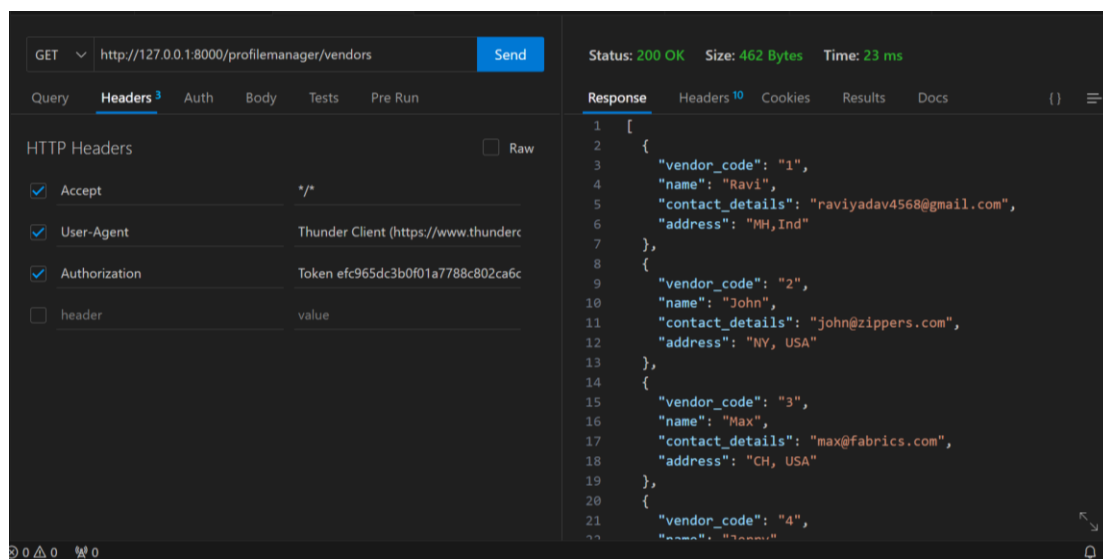 GET http://127.0.0.1:8000/profilemanager/vendors Send
Query Headers 3 Auth Body Tests Pre Run
HTTP Headers Raw
Accept */*
User-Agent Thunder Client (https://www.thunderc
Authorization Token efc965dc3b0f01a7788c802ca6c
header value
Status: 200 OK Size: 462 Bytes Time: 23 ms
Response Headers 10 Cookies Results Docs {}
1 [
2 {
3 "vendor_code": "1",
4 "name": "Ravi",
5 "contact_details": "raviyadav4568@gmail.com",
6 "address": "MH,Ind"
7 },
8 {
9 "vendor_code": "2",
10 "name": "John",
11 "contact_details": "john@zippers.com",
12 "address": "NY, USA"
13 },
14 {
15 "vendor_code": "3",
16 "name": "Max",
17 "contact_details": "max@fabrics.com",
18 "address": "CH, USA"
19 },
20 {
21 "vendor_code": "4",
0 0 0